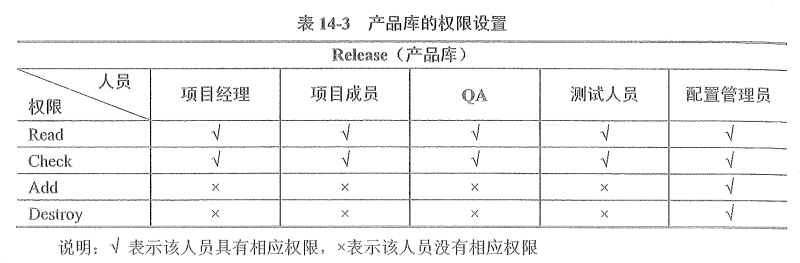 表 14-3 产品库的权限设置
Release（产品库）
人员
权限
项目经理 项目成员 QA 测试人员 配置管理员
Read √ √ √ √ √
Check √ √ √ √ √
Add × × × × √
Destroy × × × × √
说明：√ 表示该人员具有相应权限，×表示该人员没有相应权限